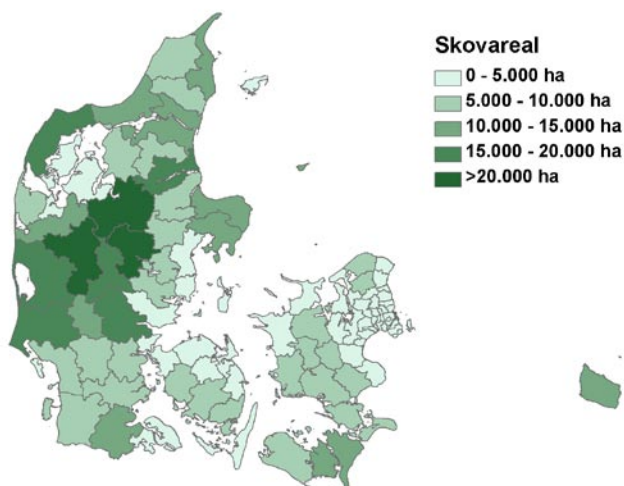 Skovareal
0 - 5.000 ha
5.000 - 10.000 ha
10.000 - 15.000 ha
15.000 - 20.000 ha
>20.000 ha